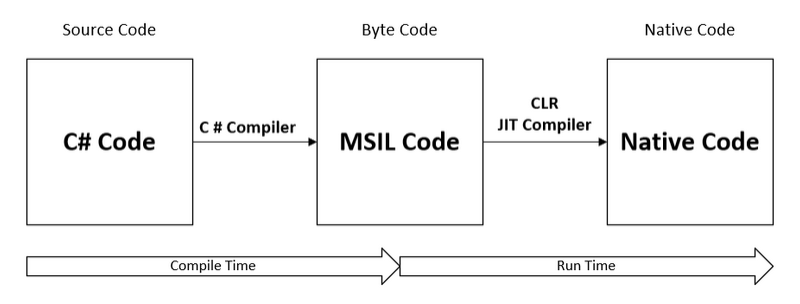 Source Code
Byte Code
Native Code
C# Code
C # Compiler
MSIL Code
CLR
JIT Compiler
Native Code
Compile Time
Run Time